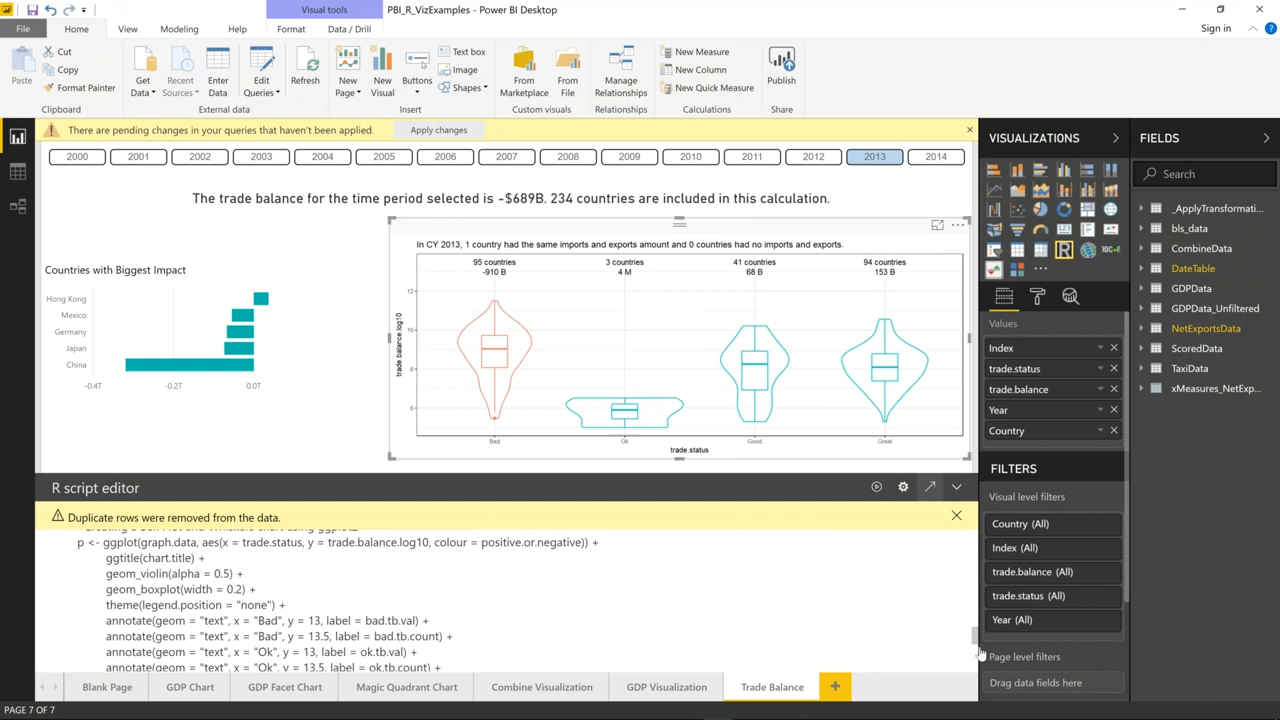 Visual tools
PBI_R_VizExamples - Power BI Desktop
File
Home
View
Modeling
Help
Format
Data / Drill
Sign in
Paste
Cut
Copy
Format Painter
Clipboard
Get Data
Recent Sources
Enter Data
Edit Queries
Refresh
External data
New Page
New Visual
Buttons
Text box
Image
Shapes
Insert
From Marketplace
From File
Custom visuals
Manage Relationships
Relationships
New Measure
New Column
New Quick Measure
Calculations
Publish
Share
There are pending changes in your queries that haven't been applied.
Apply changes
2000 2001 2002 2003 2004 2005 2006 2007 2008 2009 2010 2011 2012 2013 2014
The trade balance for the time period selected is -$689B. 234 countries are included in this calculation.
Countries with Biggest Impact
Hong Kong
Mexico
Germany
Japan
China
-0.4T -0.2T 0.0T
In CY 2013, 1 country had the same imports and exports amount and 0 countries had no imports and exports.
95 countries 3 countries 41 countries 94 countries
-910 B 4 M 68 B 153 B
12
10
8
6
trade.balance.log10
Bad Ok Good Great
trade.status
R script editor
Duplicate rows were removed from the data.
p <- ggplot(graph.data, aes(x = trade.status, y = trade.balance.log10, colour = positive.or.negative)) +
ggtitle(chart.title) +
geom_violin(alpha = 0.5) +
geom_boxplot(width = 0.2) +
theme(legend.position = "none") +
annotate(geom = "text", x = "Bad", y = 13, label = bad.tb.val) +
annotate(geom = "text", x = "Bad", y = 13.5, label = bad.tb.count) +
annotate(geom = "text", x = "Ok", y = 13, label = ok.tb.val) +
annotate(geom = "text", x = "Ok", y = 13.5, label = ok.tb.count) +
Blank Page
GDP Chart
GDP Facet Chart
Magic Quadrant Chart
Combine Visualization
GDP Visualization
Trade Balance
PAGE 7 OF 7
VISUALIZATIONS
Values
Index
trade.status
trade.balance
Year
Country
FILTERS
Visual level filters
Country (All)
Index (All)
trade.balance (All)
trade.status (All)
Year (All)
Page level filters
Drag data fields here
FIELDS
Search
_ApplyTransformati...
bls_data
CombineData
DateTable
GDPData
GDPData_Unfiltered
NetExportsData
ScoredData
TaxiData
xMeasures_NetExp...